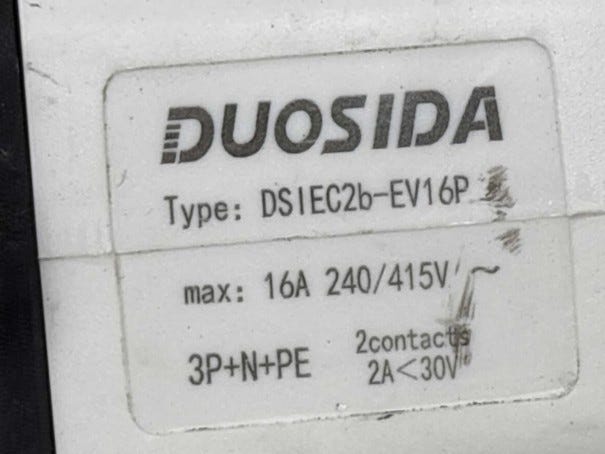 DUOSIDA
Type: DSIEC2b-EV16P
max: 16A 240/415V ~
3P+N+PE
2contacts
2A<30V